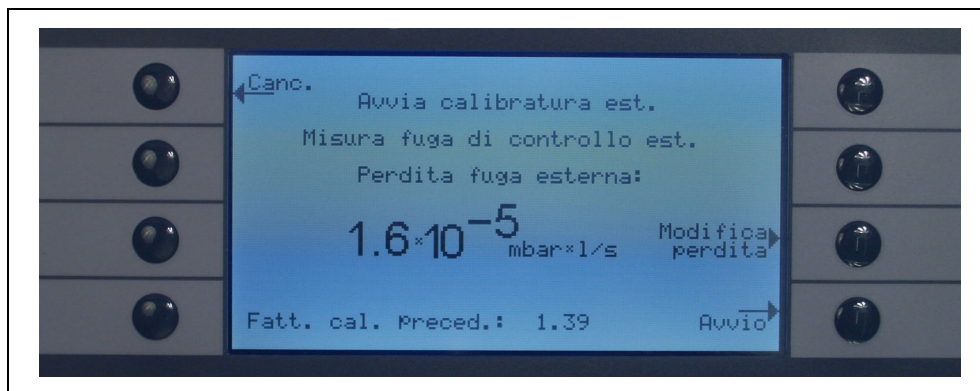 Canc.
Avvia calibratura est.
Misura fuga di controllo est.
Perdita fuga esterna:
1.6×10⁻⁵ mbar×l/s
Modifica
perdita
Fatt. cal. preced.: 1.39
Avvio